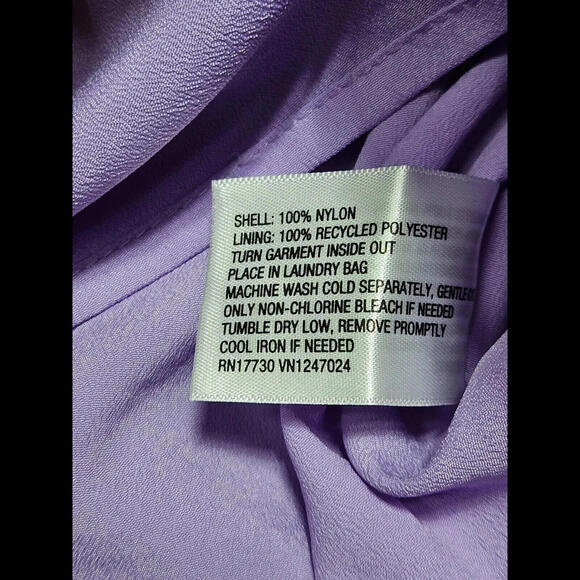 SHELL: 100% NYLON
LINING: 100% RECYCLED POLYESTER
TURN GARMENT INSIDE OUT
PLACE IN LAUNDRY BAG
MACHINE WASH COLD SEPARATELY, GENTLE
ONLY NON-CHLORINE BLEACH IF NEEDED
TUMBLE DRY LOW, REMOVE PROMPTLY
COOL IRON IF NEEDED
RN17730 VN1247024